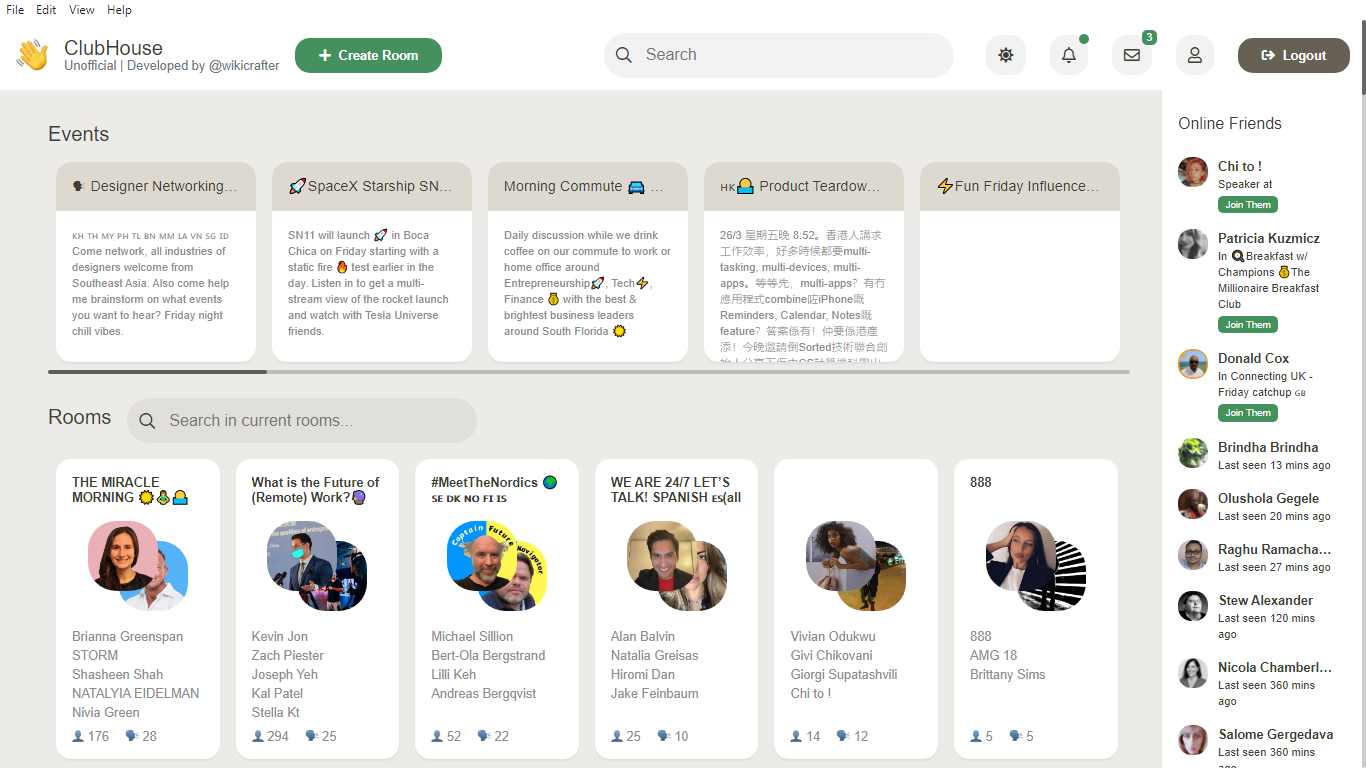 File Edit View Help
ClubHouse
Unofficial | Developed by @wikicrafter
Create Room
Search
3
Logout
Events
Designer Networking...
KH TH MY PH TL BN MM LA VN SG ID
Come network, all industries of
designers welcome from
Southeast Asia. Also come help
me brainstorm on what events
you want to hear? Friday night
chill vibes.
🚀SpaceX Starship SN...
SN11 will launch 🚀 in Boca
Chica on Friday starting with a
static fire 🔥 test earlier in the
day. Listen in to get a multi-
stream view of the rocket launch
and watch with Tesla Universe
friends.
Morning Commute 🚘 ...
Daily discussion while we drink
coffee on our commute to work or
home office around
Entrepreneurship🚀, Tech⚡,
Finance 💰 with the best &
brightest business leaders
around South Florida ☀
HK Product Teardow...
26/3 星期五晚 8:52。香港人講求
工作效率，好多時候都要multi-
tasking, multi-devices, multi-
apps。等等先，multi-apps？有冇
應用程式combine咗iPhone嘅
Reminders, Calendar, Notes嘅
feature？答案係有！仲要係港產
添！今晚邀請倒Sorted技術聯合創
⚡Fun Friday Influence...
Rooms
Search in current rooms...
THE MIRACLE
MORNING
Brianna Greenspan
STORM
Shasheen Shah
NATALYIA EIDELMAN
Nivia Green
176 28
What is the Future of
(Remote) Work?🔮
Kevin Jon
Zach Piester
Joseph Yeh
Kal Patel
Stella Kt
294 25
#MeetTheNordics 🌍
SE DK NO FI IS
Captain Future
Navigator
Michael Sillion
Bert-Ola Bergstrand
Lilli Keh
Andreas Bergqvist
52 22
WE ARE 24/7 LET'S
TALK! SPANISH ES(all
Alan Balvin
Natalia Greisas
Hiromi Dan
Jake Feinbaum
25 10
Vivian Odukwu
Givi Chikovani
Giorgi Supatashvili
Chi to !
14 12
888
888
AMG 18
Brittany Sims
5 5
Online Friends
Chi to !
Speaker at
Join Them
Patricia Kuzmicz
In 🍳Breakfast w/
Champions 🏅The
Millionaire Breakfast
Club
Join Them
Donald Cox
In Connecting UK -
Friday catchup GB
Join Them
Brindha Brindha
Last seen 13 mins ago
Olushola Gegele
Last seen 20 mins ago
Raghu Ramacha...
Last seen 27 mins ago
Stew Alexander
Last seen 120 mins
ago
Nicola Chamberl...
Last seen 360 mins
ago
Salome Gergedava
Last seen 360 mins